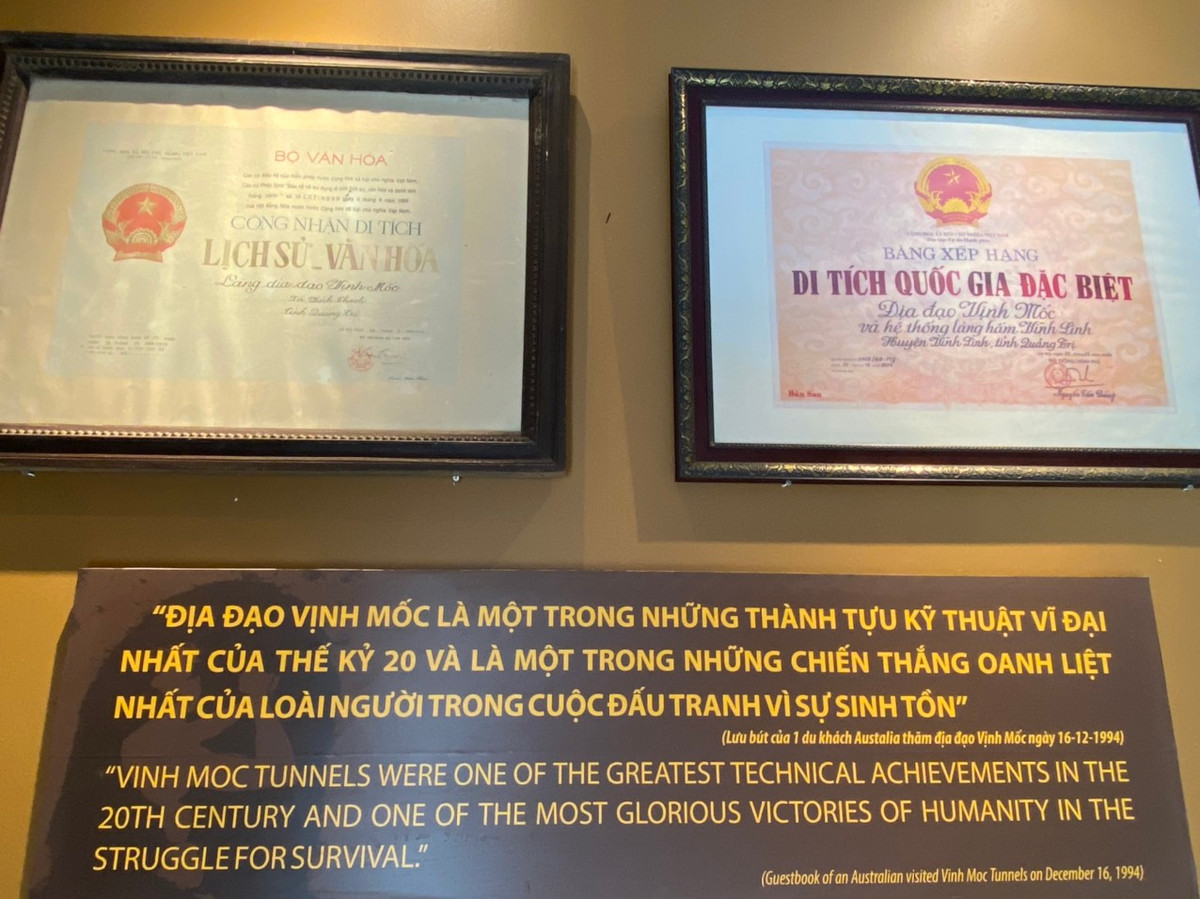 BỘ VĂN HÓA
CÔNG NHẬN DI TÍCH
LỊCH SỬ - VĂN HÓA
Làng địa đạo Vịnh Mốc
Tỉnh Quảng Trị
BẰNG XẾP HẠNG
DI TÍCH QUỐC GIA ĐẶC BIỆT
Địa đạo Vịnh Mốc
và hệ thống làng hầm Vĩnh Linh
Huyện Vĩnh Linh, tỉnh Quảng Trị
Bản Sao
“ĐỊA ĐẠO VỊNH MỐC LÀ MỘT TRONG NHỮNG THÀNH TỰU KỸ THUẬT VĨ ĐẠI
NHẤT CỦA THẾ KỶ 20 VÀ LÀ MỘT TRONG NHỮNG CHIẾN THẮNG OANH LIỆT
NHẤT CỦA LOÀI NGƯỜI TRONG CUỘC ĐẤU TRANH VÌ SỰ SINH TỒN”
(Lưu bút của 1 du khách Austalia thăm địa đạo Vịnh Mốc ngày 16-12-1994)
“VINH MOC TUNNELS WERE ONE OF THE GREATEST TECHNICAL ACHIEVEMENTS IN THE
20TH CENTURY AND ONE OF THE MOST GLORIOUS VICTORIES OF HUMANITY IN THE
STRUGGLE FOR SURVIVAL.”
(Guestbook of an Australian visited Vinh Moc Tunnels on December 16, 1994)